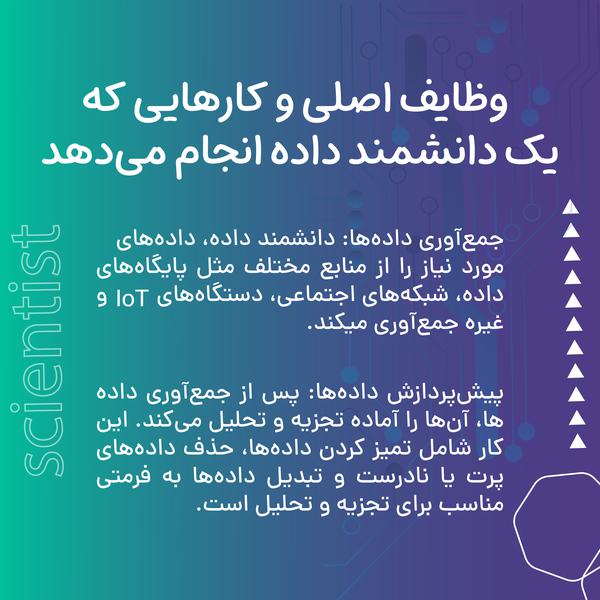 وظایف اصلی و کارهایی که
یک دانشمند داده انجام می‌دهد
جمع‌آوری داده‌ها: دانشمند داده، داده‌های
مورد نیاز را از منابع مختلف مثل پایگاه‌های
داده، شبکه‌های اجتماعی، دستگاه‌های IoT و
غیره جمع‌آوری میکند.
پیش‌پردازش داده‌ها: پس از جمع‌آوری داده
ها، آن‌ها را آماده تجزیه و تحلیل می‌کند. این
کار شامل تمیز کردن داده‌ها، حذف داده‌های
پرت یا نادرست و تبدیل داده‌ها به فرمتی
مناسب برای تجزیه و تحلیل است.
scientist